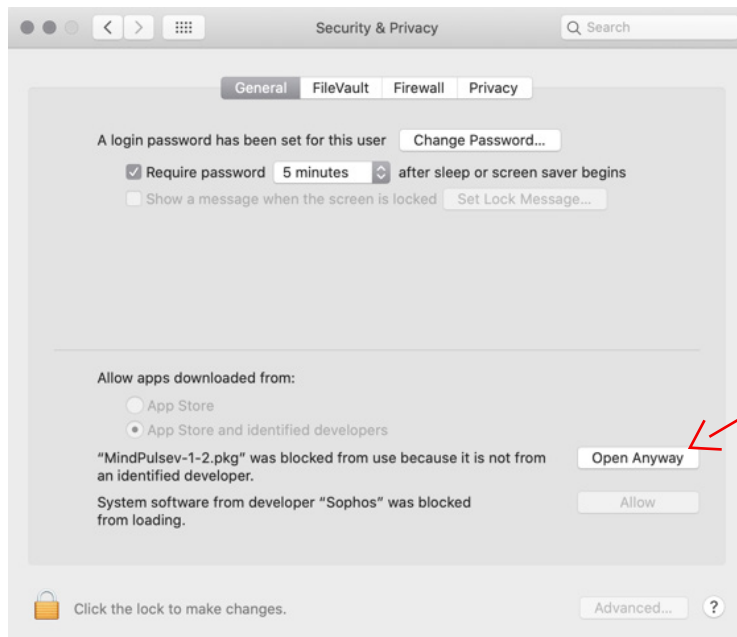 Security & Privacy
Search
General FileVault Firewall Privacy
A login password has been set for this user Change Password...
Require password 5 minutes after sleep or screen saver begins
Show a message when the screen is locked Set Lock Message...
Allow apps downloaded from:
App Store
App Store and identified developers
“MindPulsev-1-2.pkg” was blocked from use because it is not from
an identified developer.
Open Anyway
System software from developer “Sophos” was blocked
from loading.
Allow
Click the lock to make changes.
Advanced... ?